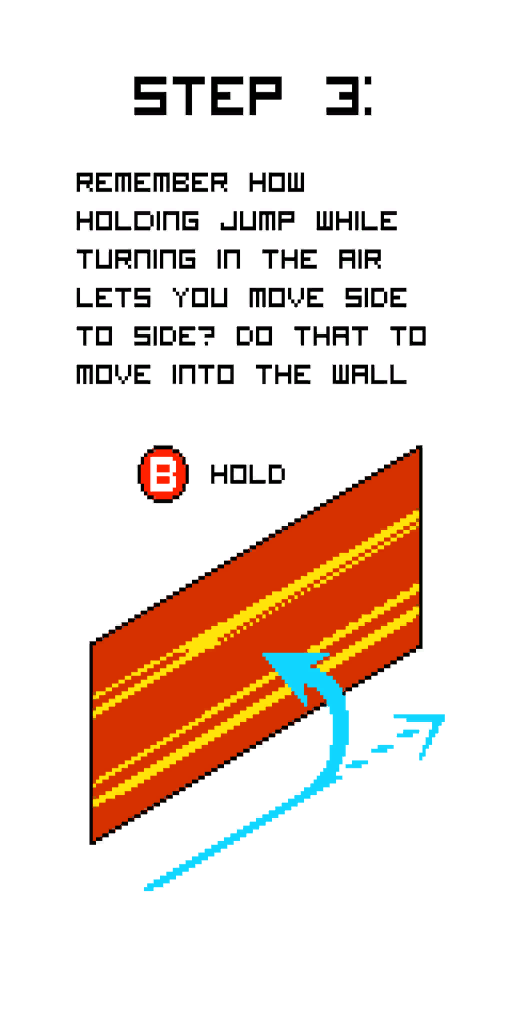 STEP 3:
REMEMBER HOW
HOLDING JUMP WHILE
TURNING IN THE AIR
LETS YOU MOVE SIDE
TO SIDE? DO THAT TO
MOVE INTO THE WALL
B HOLD